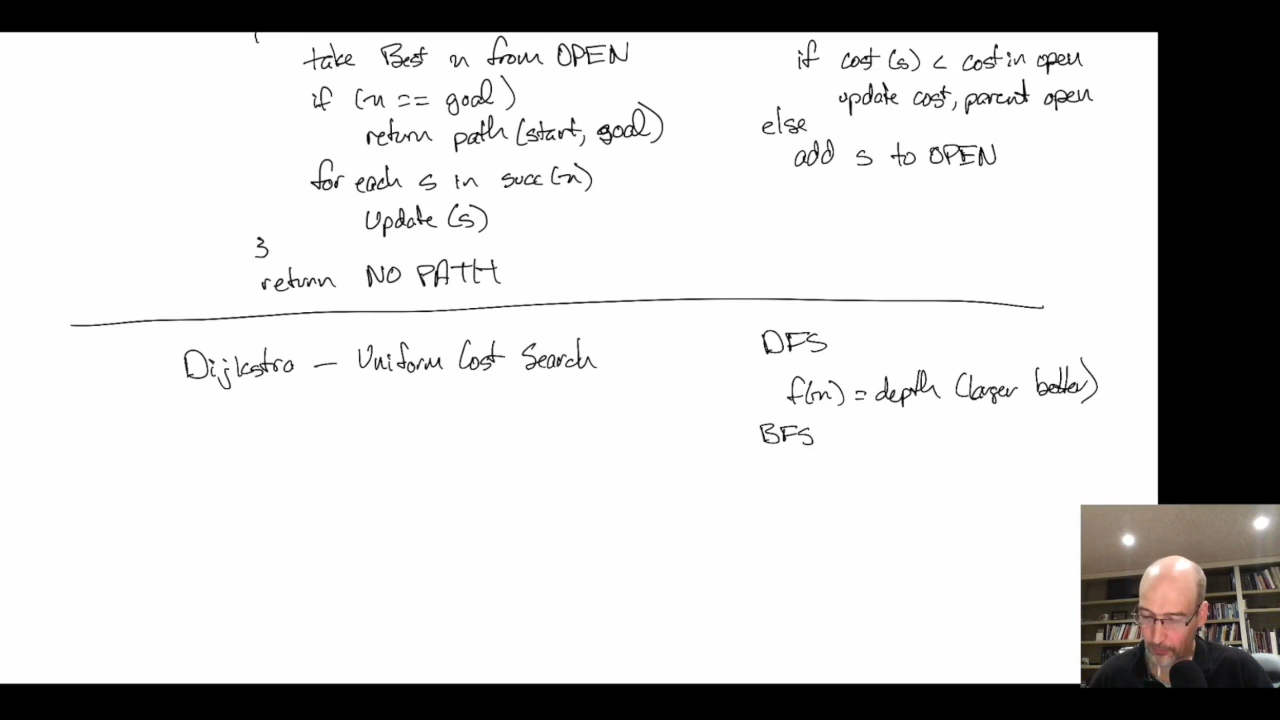 take Best n from OPEN
if (n == goal)
return path (start, goal)
for each s in succ(n)
Update (s)
}
return NO PATH
if cost (s) < cost in open
update cost, parent open
else
add s to OPEN
Dijkstra — Uniform Cost Search
DFS
f(n) = depth (larger better)
BFS